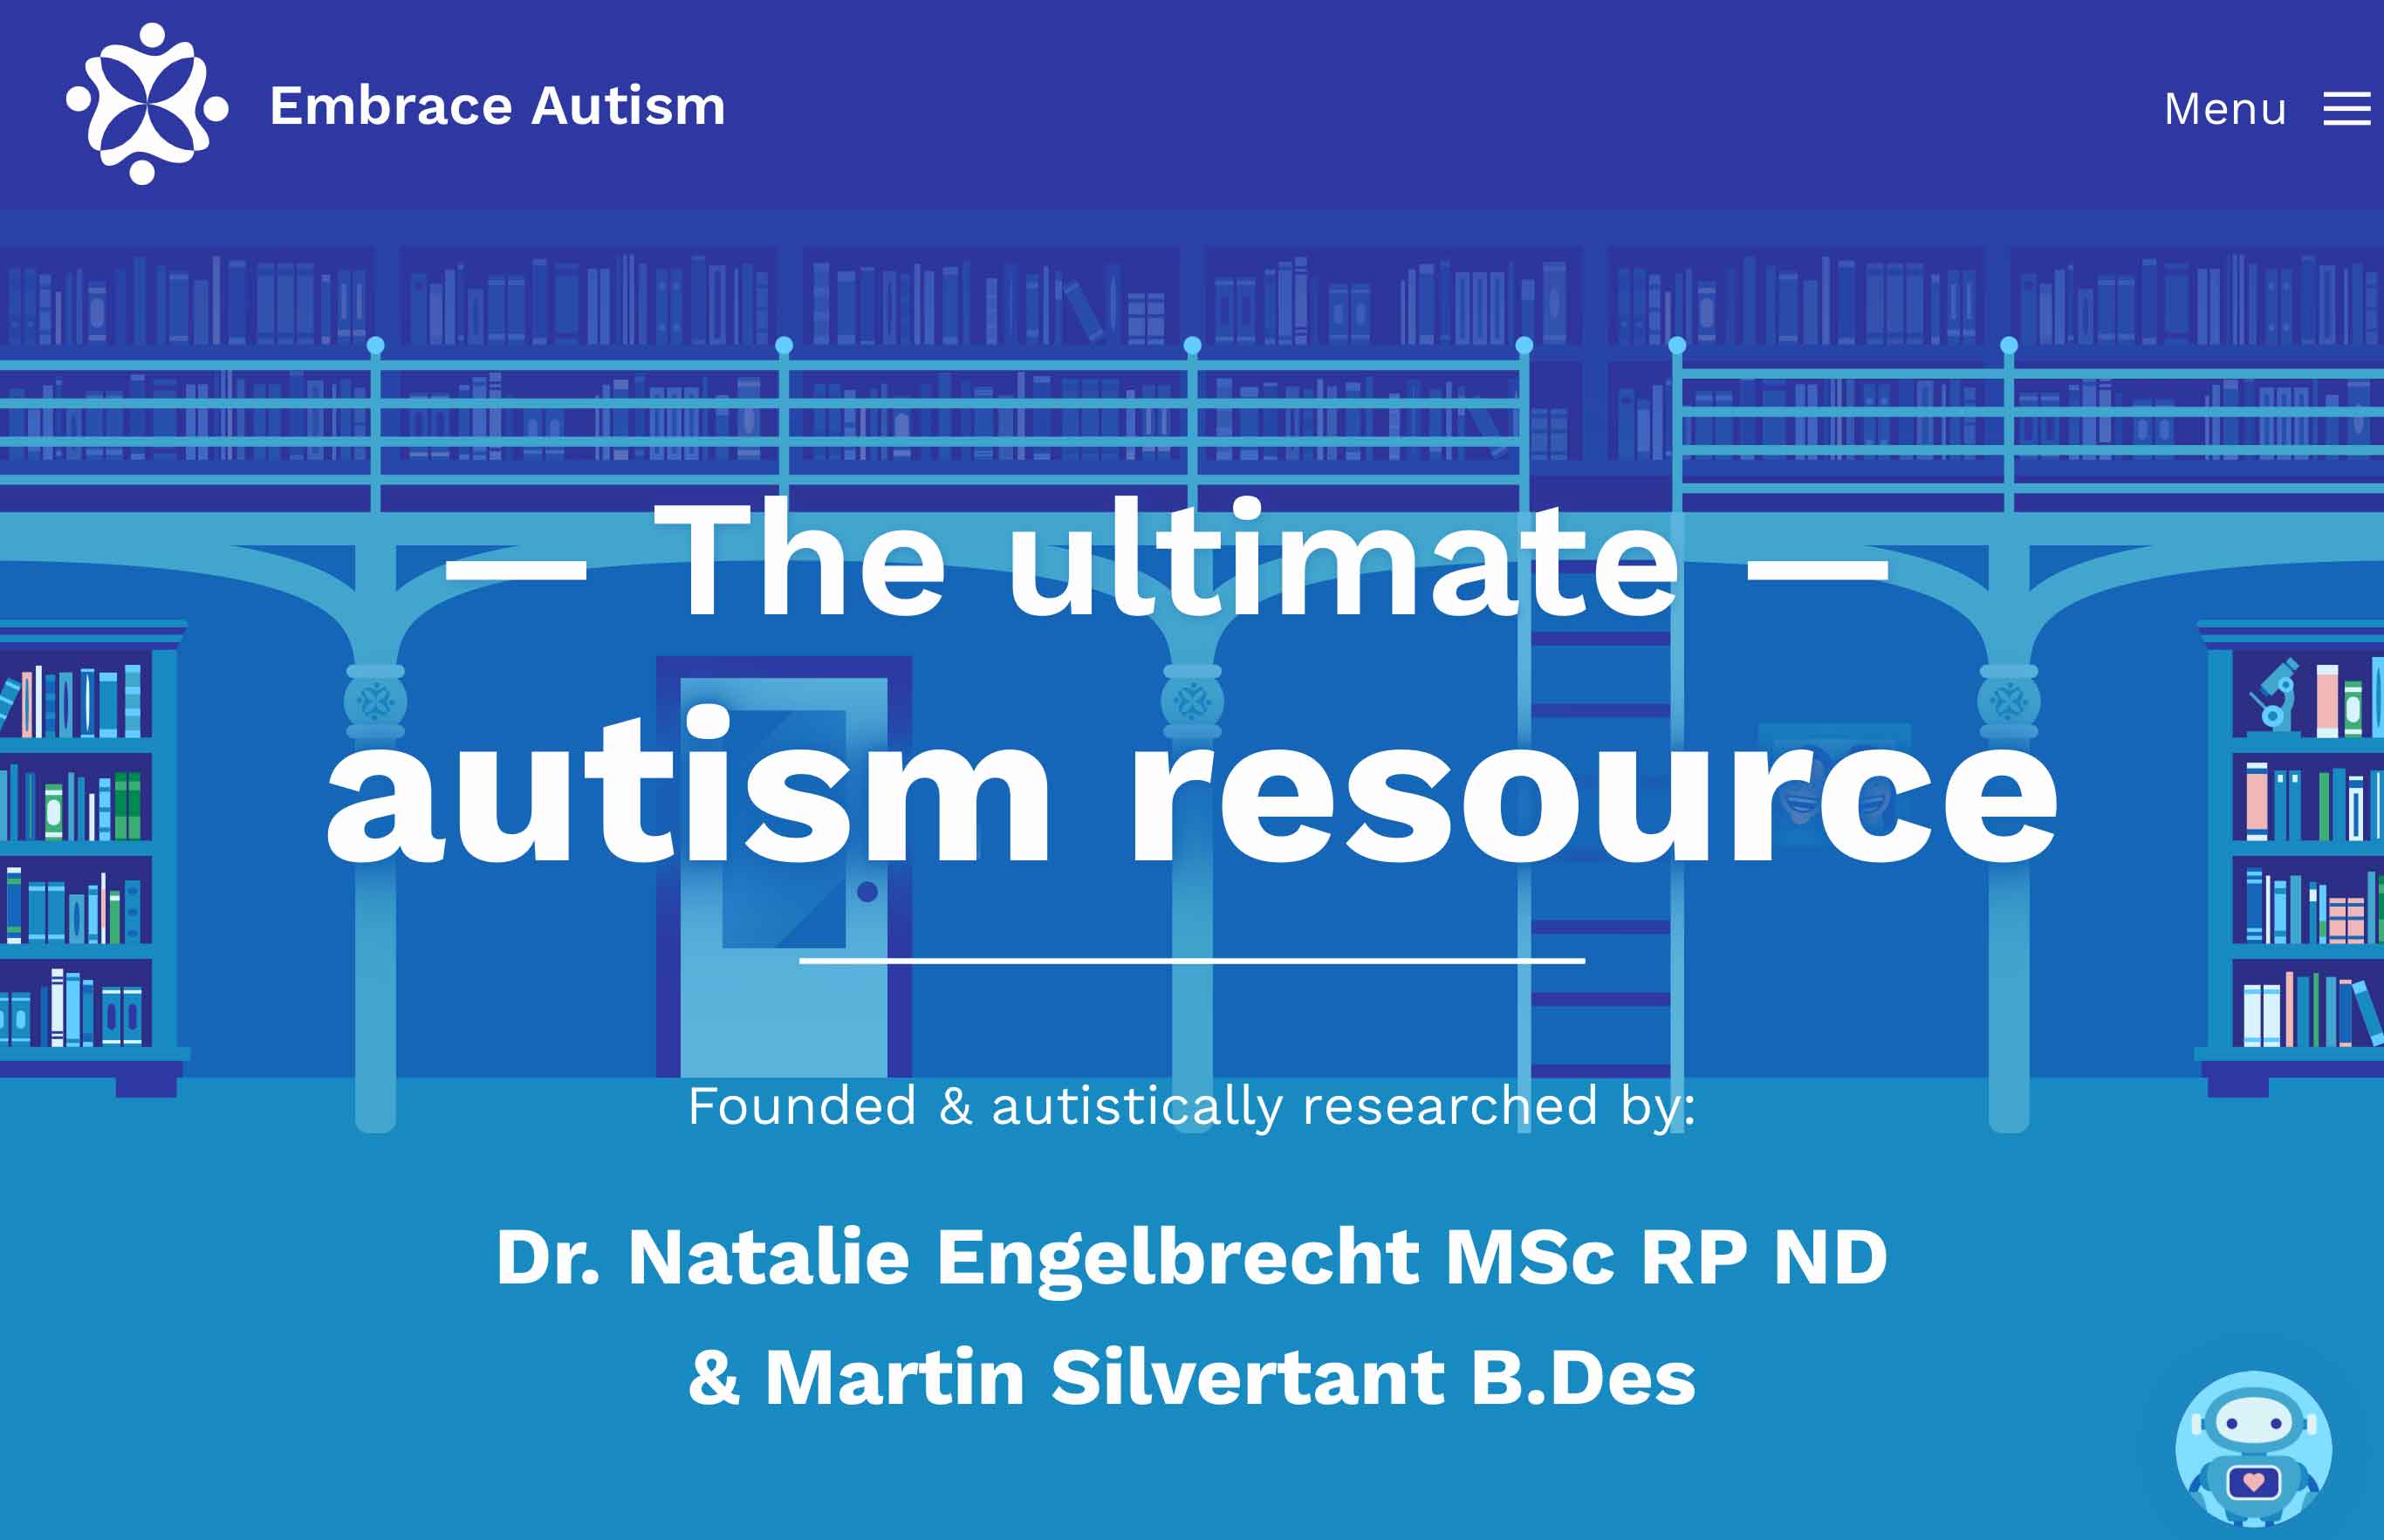 Embrace Autism
Menu
— The ultimate —
autism resource
Founded & autistically researched by:
Dr. Natalie Engelbrecht MSc RP ND
& Martin Silvertant B.Des